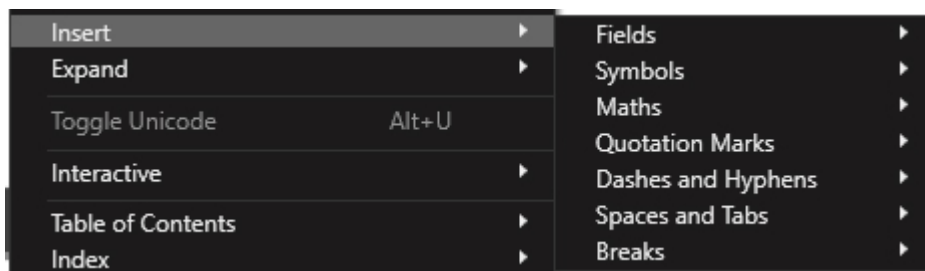 Insert
Expand
Toggle Unicode Alt+U
Interactive
Table of Contents
Index
Fields
Symbols
Maths
Quotation Marks
Dashes and Hyphens
Spaces and Tabs
Breaks